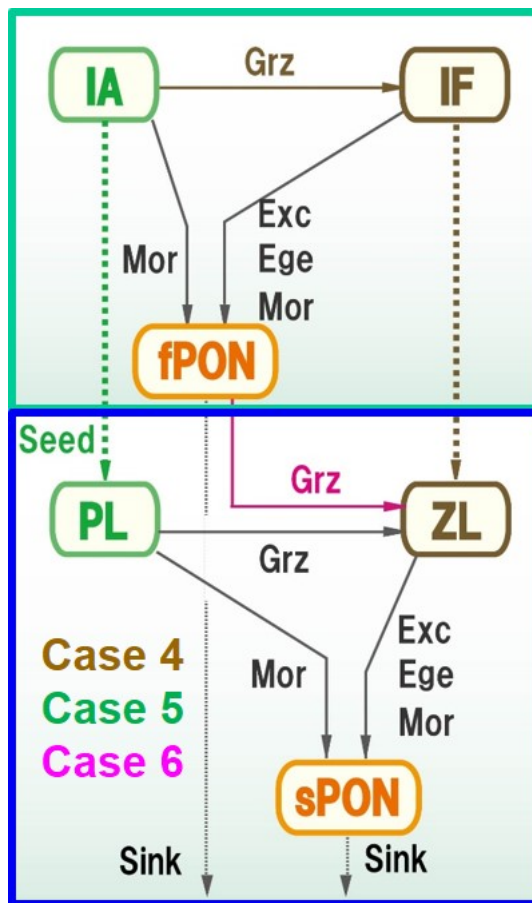 Grz
IA
IF
Exc
Mor
Ege
Mor
fPON
Seed
Grz
PL
ZL
Grz
Exc
Case 4
Mor
Ege
Case 5
Mor
Case 6
sPON
Sink
Sink